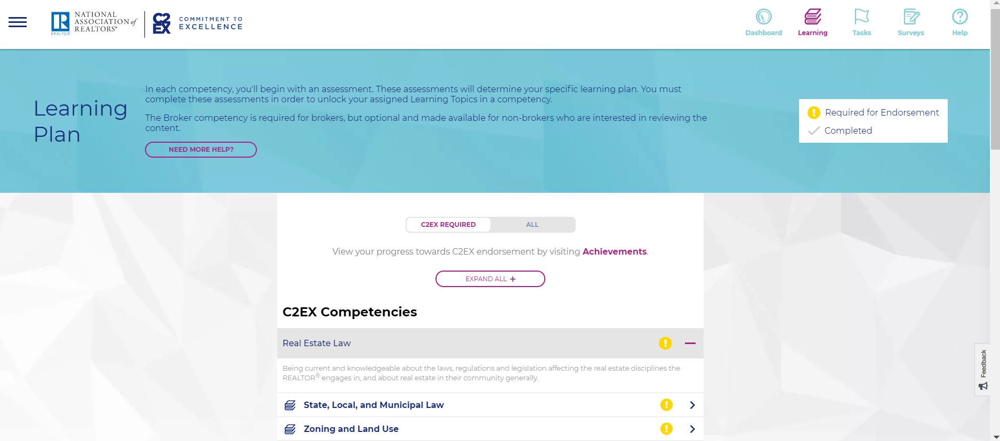 NATIONAL
ASSOCIATION of
REALTORS®
REALTOR
C2EX
COMMITMENT TO
EXCELLENCE
Dashboard
Learning
Tasks
Surveys
Help
Learning
Plan
In each competency, you'll begin with an assessment. These assessments will determine your specific learning plan. You must
complete these assessments in order to unlock your assigned Learning Topics in a competency.
The Broker competency is required for brokers, but optional and made available for non-brokers who are interested in reviewing the
content.
NEED MORE HELP?
Required for Endorsement
Completed
C2EX REQUIRED
ALL
View your progress towards C2EX endorsement by visiting Achievements.
EXPAND ALL +
C2EX Competencies
Real Estate Law
Being current and knowledgeable about the laws, regulations and legislation affecting the real estate disciplines the
REALTOR® engages in, and about real estate in their community generally.
State, Local, and Municipal Law
Zoning and Land Use
Feedback